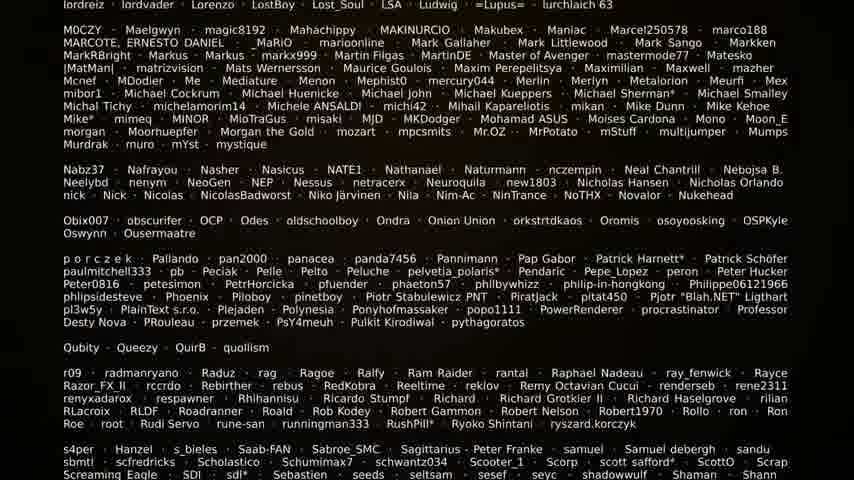 lordreiz · lordvader · Lorenzo · LostBoy · Lost_Soul · LSA · Ludwig · =Lupus= · lurchlaich 63
M0CZY · Maelgwyn · magic8192 · Mahachippy · MAKINURCIO · Makubex · Maniac · Marcel250578 · marco188
MARCOTE, ERNESTO DANIEL · _MaRiO · marioonline · Mark Gallaher · Mark Littlewood · Mark Sango · Markken
MarkRBright · Markus · Markus · markx999 · Martin Filgas · MartinDE · Master of Avenger · mastermode77 · Matesko
|MatMan| · matrizvision · Mats Wernersson · Maurice Goulois · Maxim Perepelitsya · Maximilian · Maxwell · mazher
Mcnef · MDodier · Me · Mediature · Menon · Mephist0 · mercury044 · Merlin · Merlyn · Metalorion · Meurfi · Mex
mibor1 · Michael Cockrum · Michael Huenicke · Michael John · Michael Kueppers · Michael Sherman* · Michael Smalley
Michal Tichy · michelamorim14 · Michele ANSALDI · michi42 · Mihail Kapareliotis · mikan · Mike Dunn · Mike Kehoe
Mike* · mimeq · MINOR · MioTraGus · misaki · MJD · MKDodger · Mohamad ASUS · Moises Cardona · Mono · Moon_E
morgan · Moorhuepfer · Morgan the Gold · mozart · mpcsmits · Mr.OZ · MrPotato · mStuff · multijumper · Mumps
Murdrak · muro · mYst · mystique
Nabz37 · Nafrayou · Nasher · Nasicus · NATE1 · Nathanaël · Naturmann · nczempin · Neal Chantrill · Nebojsa B.
Neelybd · nenym · NeoGen · NEP · Nessus · netracerx · Neuroquila · new1803 · Nicholas Hansen · Nicholas Orlando
nick · Nick · Nicolas · NicolasBadworst · Niko Järvinen · Nila · Nim-Ac · NinTrance · NoTHX · Novalor · Nukehead
Obix007 · obscurifer · OCP · Odes · oldschoolboy · Ondra · Onion Union · orkstrtdkaos · Oromis · osoyoosking · OSPKyle
Oswynn · Ousermaatre
p o r c z e k · Pallando · pan2000 · panacea · panda7456 · Pannimann · Pap Gabor · Patrick Harnett* · Patrick Schöfer
paulmitchell333 · pb · Peciak · Pelle · Pelto · Peluche · pelvetia_polaris* · Pendaric · Pepe_Lopez · peron · Peter Hucker
Peter0816 · petesimon · PetrHorcicka · pfuender · phaeton57 · philbywhizz · philip-in-hongkong · Philippe06121966
phlipsidesteve · Phoenix · Piloboy · pinetboy · Piotr Stabulewicz PNT · PiratJack · pitat450 · Pjotr "Blah.NET" Ligthart
pl3w5y · PlainText s.r.o. · Plejaden · Polynesia · Ponyhofmassaker · popo1111 · PowerRenderer · procrastinator · Professor
Desty Nova · PRouleau · przemek · PsY4meuh · Pulkit Kirodiwal · pythagoratos
Qubity · Queezy · QuirB · quollism
r09 · radmanryano · Raduz · rag · Ragoe · Ralfy · Ram Raider · rantal · Raphael Nadeau · ray_fenwick · Rayce
Razor_FX_II · rccrdo · Rebirther · rebus · RedKobra · Reeltime · reklov · Remy Octavian Cucui · renderseb · rene2311
renyxadarox · respawner · Rhihannisu · Ricardo Stumpf · Richard · Richard Grotkier II · Richard Haselgrove · rilian
RLacroix · RLDF · Roadranner · Roald · Rob Kodey · Robert Gammon · Robert Nelson · Robert1970 · Rollo · ron · Ron
Roe · root · Rudi Servo · rune-san · runningman333 · RushPill* · Ryoko Shintani · ryszard.korczyk
s4per · Hanzel · s_bieles · Saab-FAN · Sabroe_SMC · Sagittarius - Peter Franke · samuel · Samuel debergh · sandu
sbmtl · scfredricks · Scholastico · Schumimax7 · schwantz034 · Scooter_1 · Scorp · scott safford* · ScottO · Scrap
Screaming_Eagle · SDI · sdl* · Sebastien · seeds · seltsam · sesef · seyc · shadowwulf · Shaman · Shann